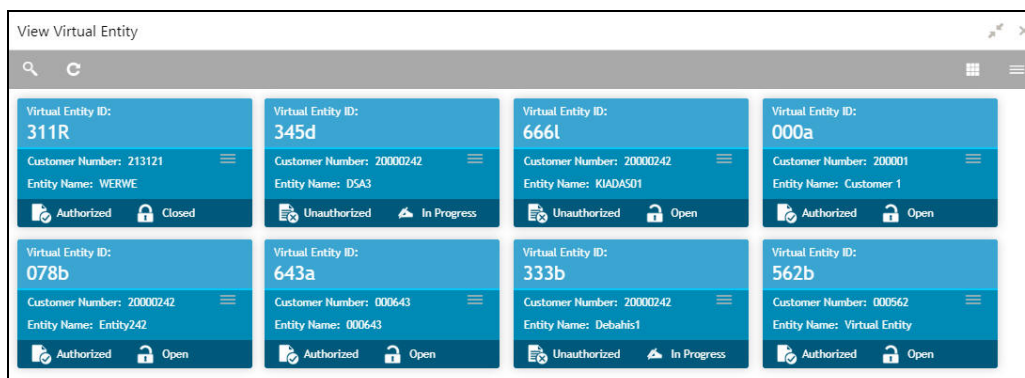 View Virtual Entity
Virtual Entity ID:
311R
Customer Number: 213121
Entity Name: WERWE
Authorized Closed
Virtual Entity ID:
345d
Customer Number: 20000242
Entity Name: DSA3
Unauthorized In Progress
Virtual Entity ID:
666l
Customer Number: 20000242
Entity Name: KIADAS01
Unauthorized Open
Virtual Entity ID:
000a
Customer Number: 200001
Entity Name: Customer 1
Authorized Open
Virtual Entity ID:
078b
Customer Number: 20000242
Entity Name: Entity242
Authorized Open
Virtual Entity ID:
643a
Customer Number: 000643
Entity Name: 000643
Authorized Open
Virtual Entity ID:
333b
Customer Number: 20000242
Entity Name: Debahis1
Unauthorized In Progress
Virtual Entity ID:
562b
Customer Number: 000562
Entity Name: Virtual Entity
Authorized Open